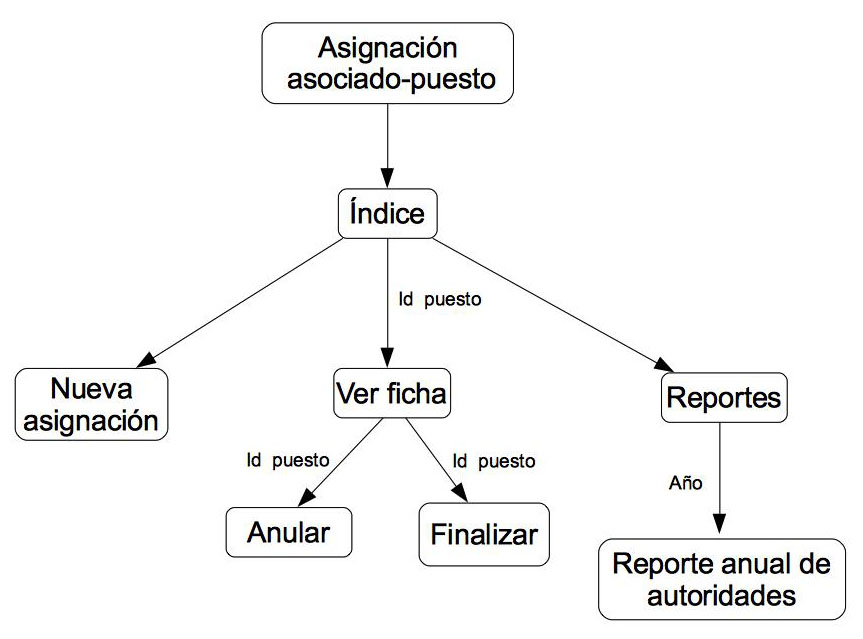 Asignación
asociado-puesto
Índice
Id puesto
Nueva
asignación
Ver ficha
Reportes
Id puesto
Id puesto
Año
Anular
Finalizar
Reporte anual de
autoridades